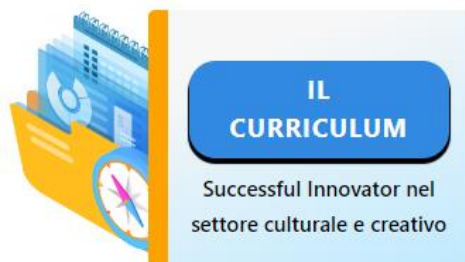 IL
CURRICULUM
Successful Innovator nel
settore culturale e creativo